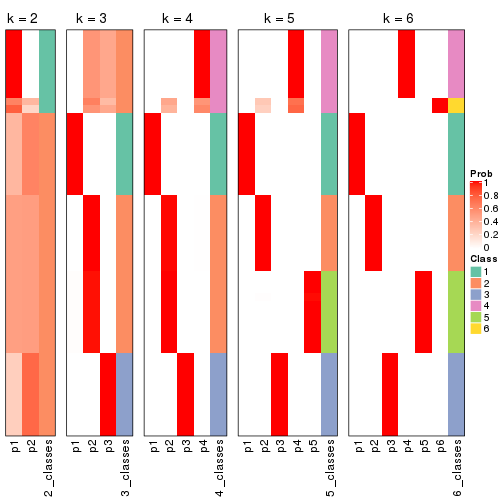 k = 2
k = 3
k = 4
k = 5
k = 6
Prob
1
0.8
0.6
0.4
0.2
0
Class
1
2
3
4
5
6
p1
p2
2_classes
p1
p2
p3
3_classes
p1
p2
p3
p4
4_classes
p1
p2
p3
p4
p5
5_classes
p1
p2
p3
p4
p5
p6
6_classes